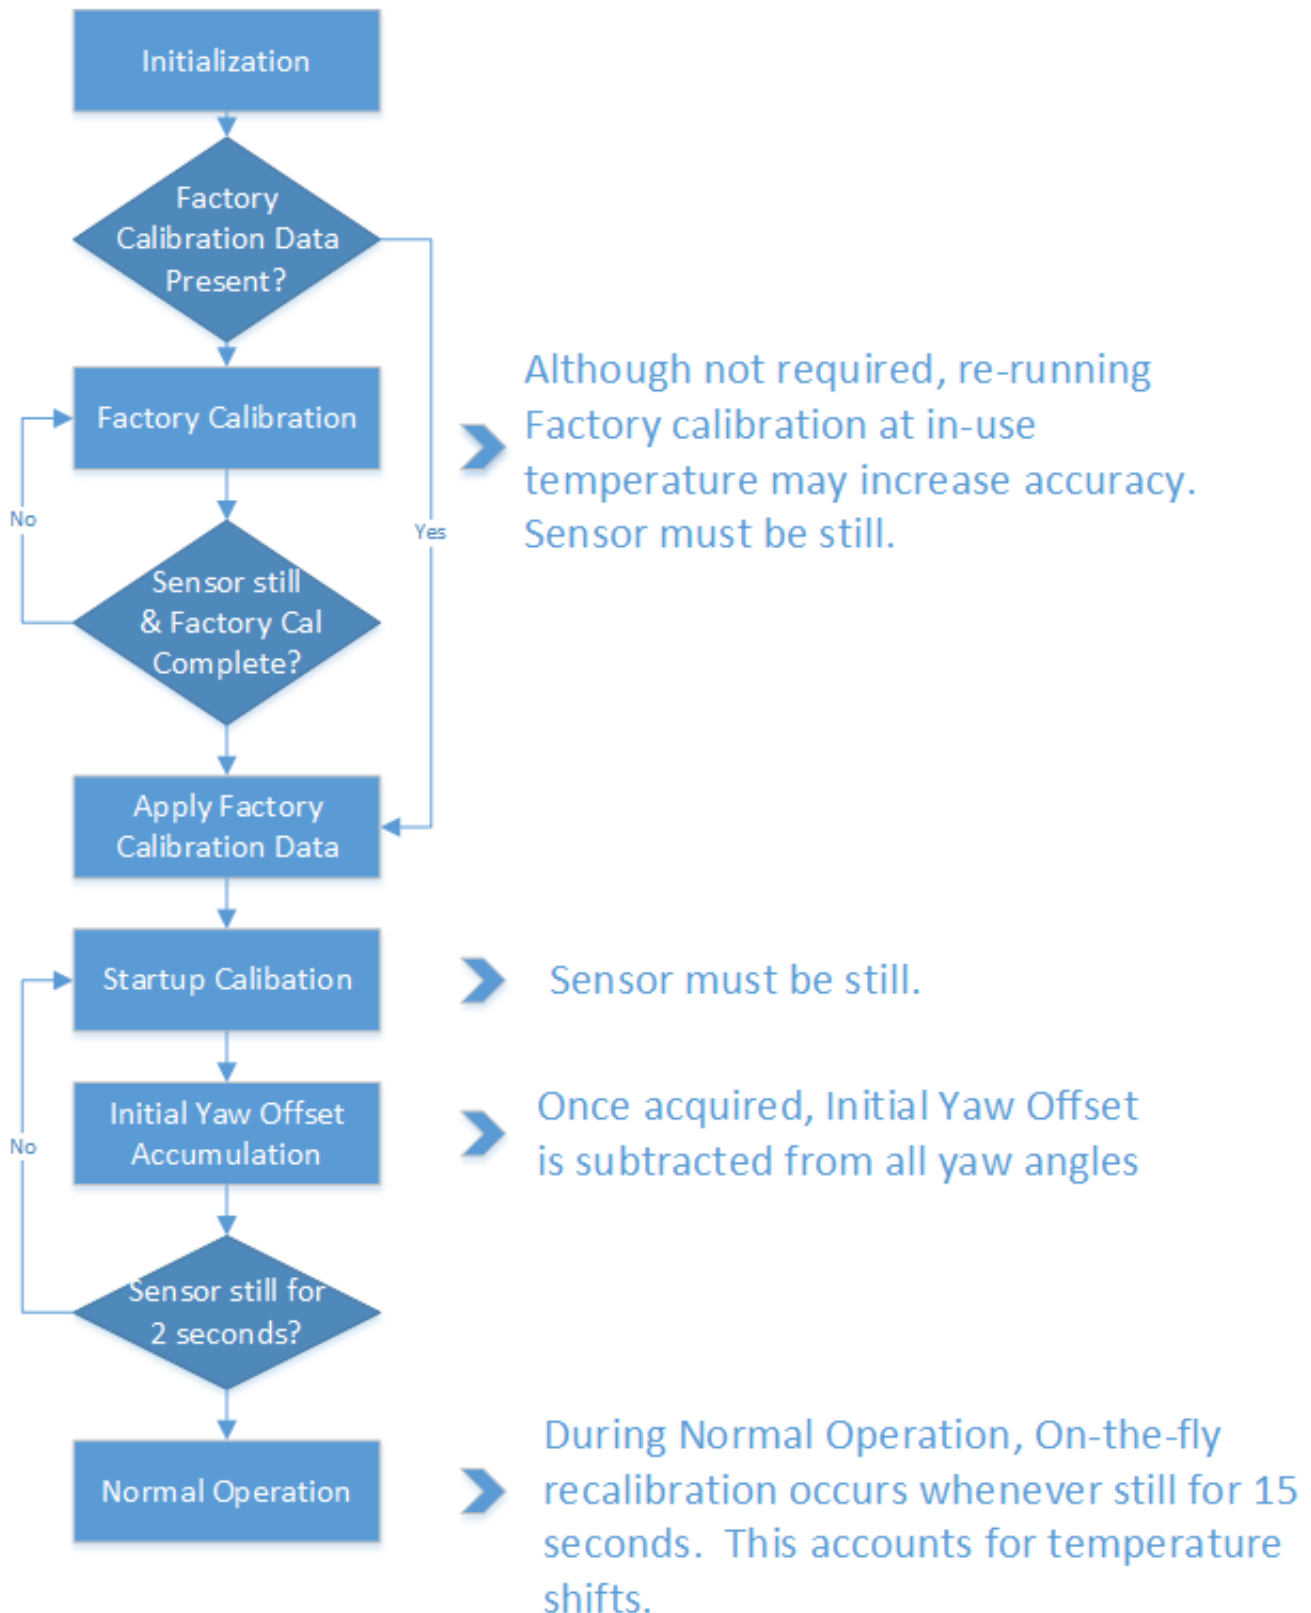 Initialization
Factory
Calibration Data
Present?
Factory Calibration
Although not required, re-running
Factory calibration at in-use
temperature may increase accuracy.
Sensor must be still.
No
Yes
Sensor still
& Factory Cal
Complete?
Apply Factory
Calibration Data
Startup Calibation
Sensor must be still.
Initial Yaw Offset
Accumulation
Once acquired, Initial Yaw Offset
is subtracted from all yaw angles
No
Sensor still for
2 seconds?
Normal Operation
During Normal Operation, On-the-fly
recalibration occurs whenever still for 15
seconds.  This accounts for temperature
shifts.